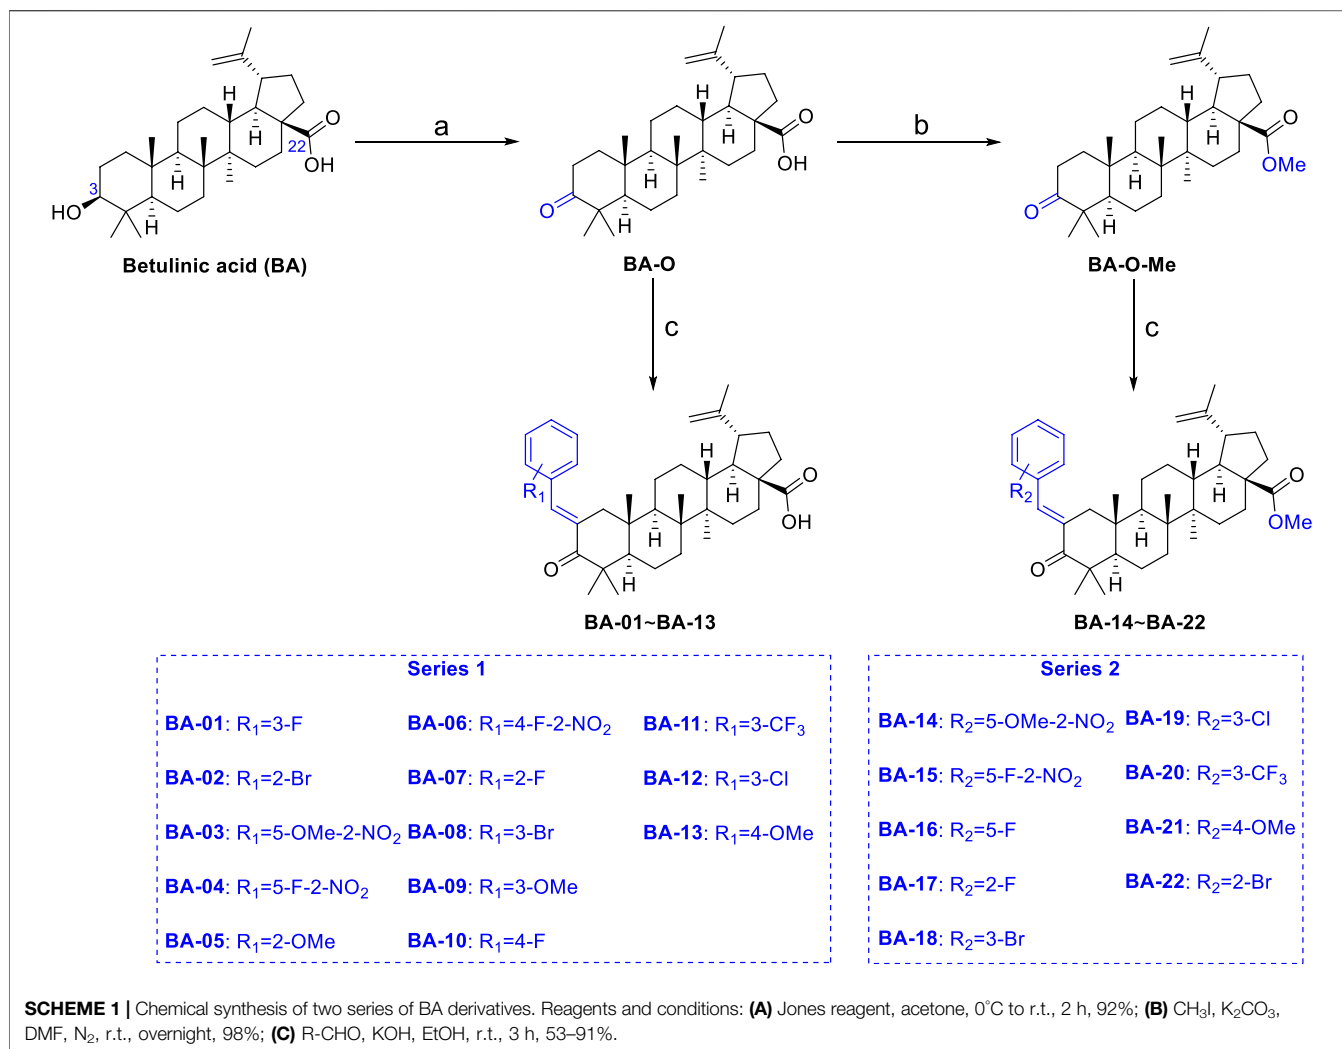 H
H
H
22
O
OH
3
HO
H
Betulinic acid (BA)
a
H
H
H
O
OH
O
H
BA-O
b
H
H
H
O
OMe
O
H
BA-O-Me
c
c
R₁
H
H
H
O
OH
O
H
BA-01~BA-13
R₂
H
H
H
O
OMe
O
H
BA-14~BA-22
Series 1
BA-01: R₁=3-F
BA-02: R₁=2-Br
BA-03: R₁=5-OMe-2-NO₂
BA-04: R₁=5-F-2-NO₂
BA-05: R₁=2-OMe
BA-06: R₁=4-F-2-NO₂
BA-07: R₁=2-F
BA-08: R₁=3-Br
BA-09: R₁=3-OMe
BA-10: R₁=4-F
BA-11: R₁=3-CF₃
BA-12: R₁=3-Cl
BA-13: R₁=4-OMe
Series 2
BA-14: R₂=5-OMe-2-NO₂
BA-15: R₂=5-F-2-NO₂
BA-16: R₂=5-F
BA-17: R₂=2-F
BA-18: R₂=3-Br
BA-19: R₂=3-Cl
BA-20: R₂=3-CF₃
BA-21: R₂=4-OMe
BA-22: R₂=2-Br
SCHEME 1 | Chemical synthesis of two series of BA derivatives. Reagents and conditions: (A) Jones reagent, acetone, 0°C to r.t., 2 h, 92%; (B) CH₃I, K₂CO₃,
DMF, N₂, r.t., overnight, 98%; (C) R-CHO, KOH, EtOH, r.t., 3 h, 53–91%.